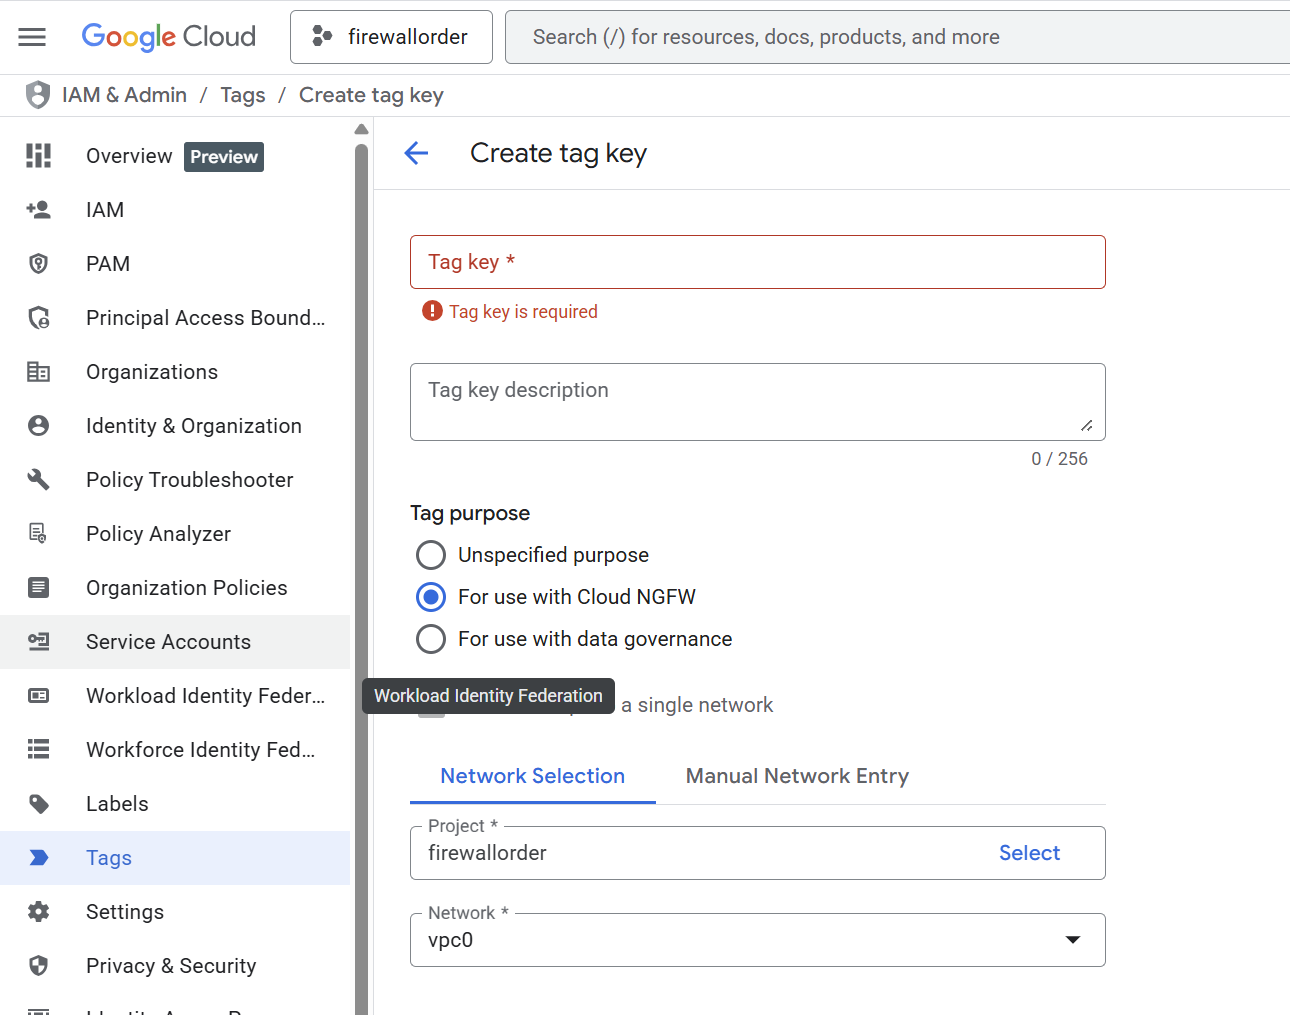 Google Cloud
firewallorder
Search (/) for resources, docs, products, and more
IAM & Admin / Tags / Create tag key
Overview Preview
IAM
PAM
Principal Access Bound...
Organizations
Identity & Organization
Policy Troubleshooter
Policy Analyzer
Organization Policies
Service Accounts
Workload Identity Feder...
Workforce Identity Fed...
Labels
Tags
Settings
Privacy & Security
Create tag key
Tag key *
Tag key is required
Tag key description
0 / 256
Tag purpose
Unspecified purpose
For use with Cloud NGFW
For use with data governance
Workload Identity Federation
a single network
Network Selection
Manual Network Entry
Project *
firewallorder
Select
Network *
vpc0